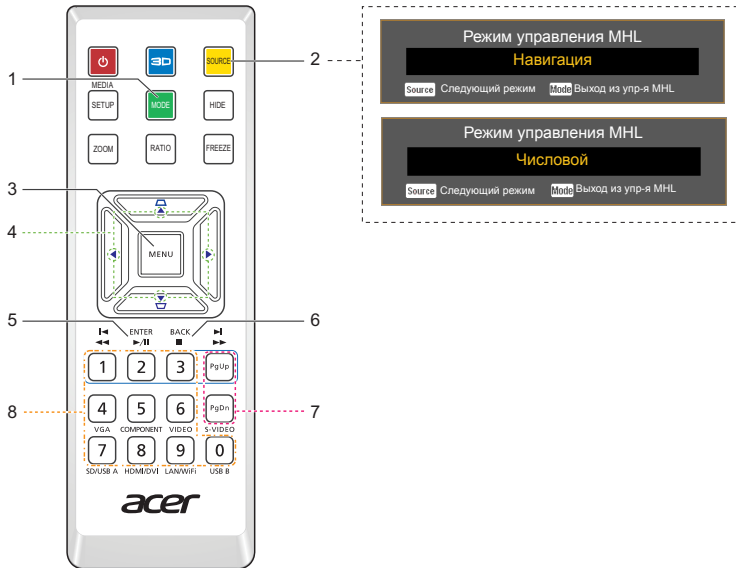 3D
SOURCE
MEDIA
SETUP
MODE
HIDE
ZOOM
RATIO
FREEZE
MENU
ENTER
BACK
1
2
3
PgUp
4
5
6
PgDn
VGA
COMPONENT
VIDEO
S-VIDEO
7
8
9
0
SD/USB A
HDMI/DVI
LAN/WiFi
USB B
acer
1
2
3
4
5
6
7
8
Режим управления MHL
Навигация
Source Следующий режим Mode Выход из упр-я MHL
Режим управления MHL
Числовой
Source Следующий режим Mode Выход из упр-я MHL